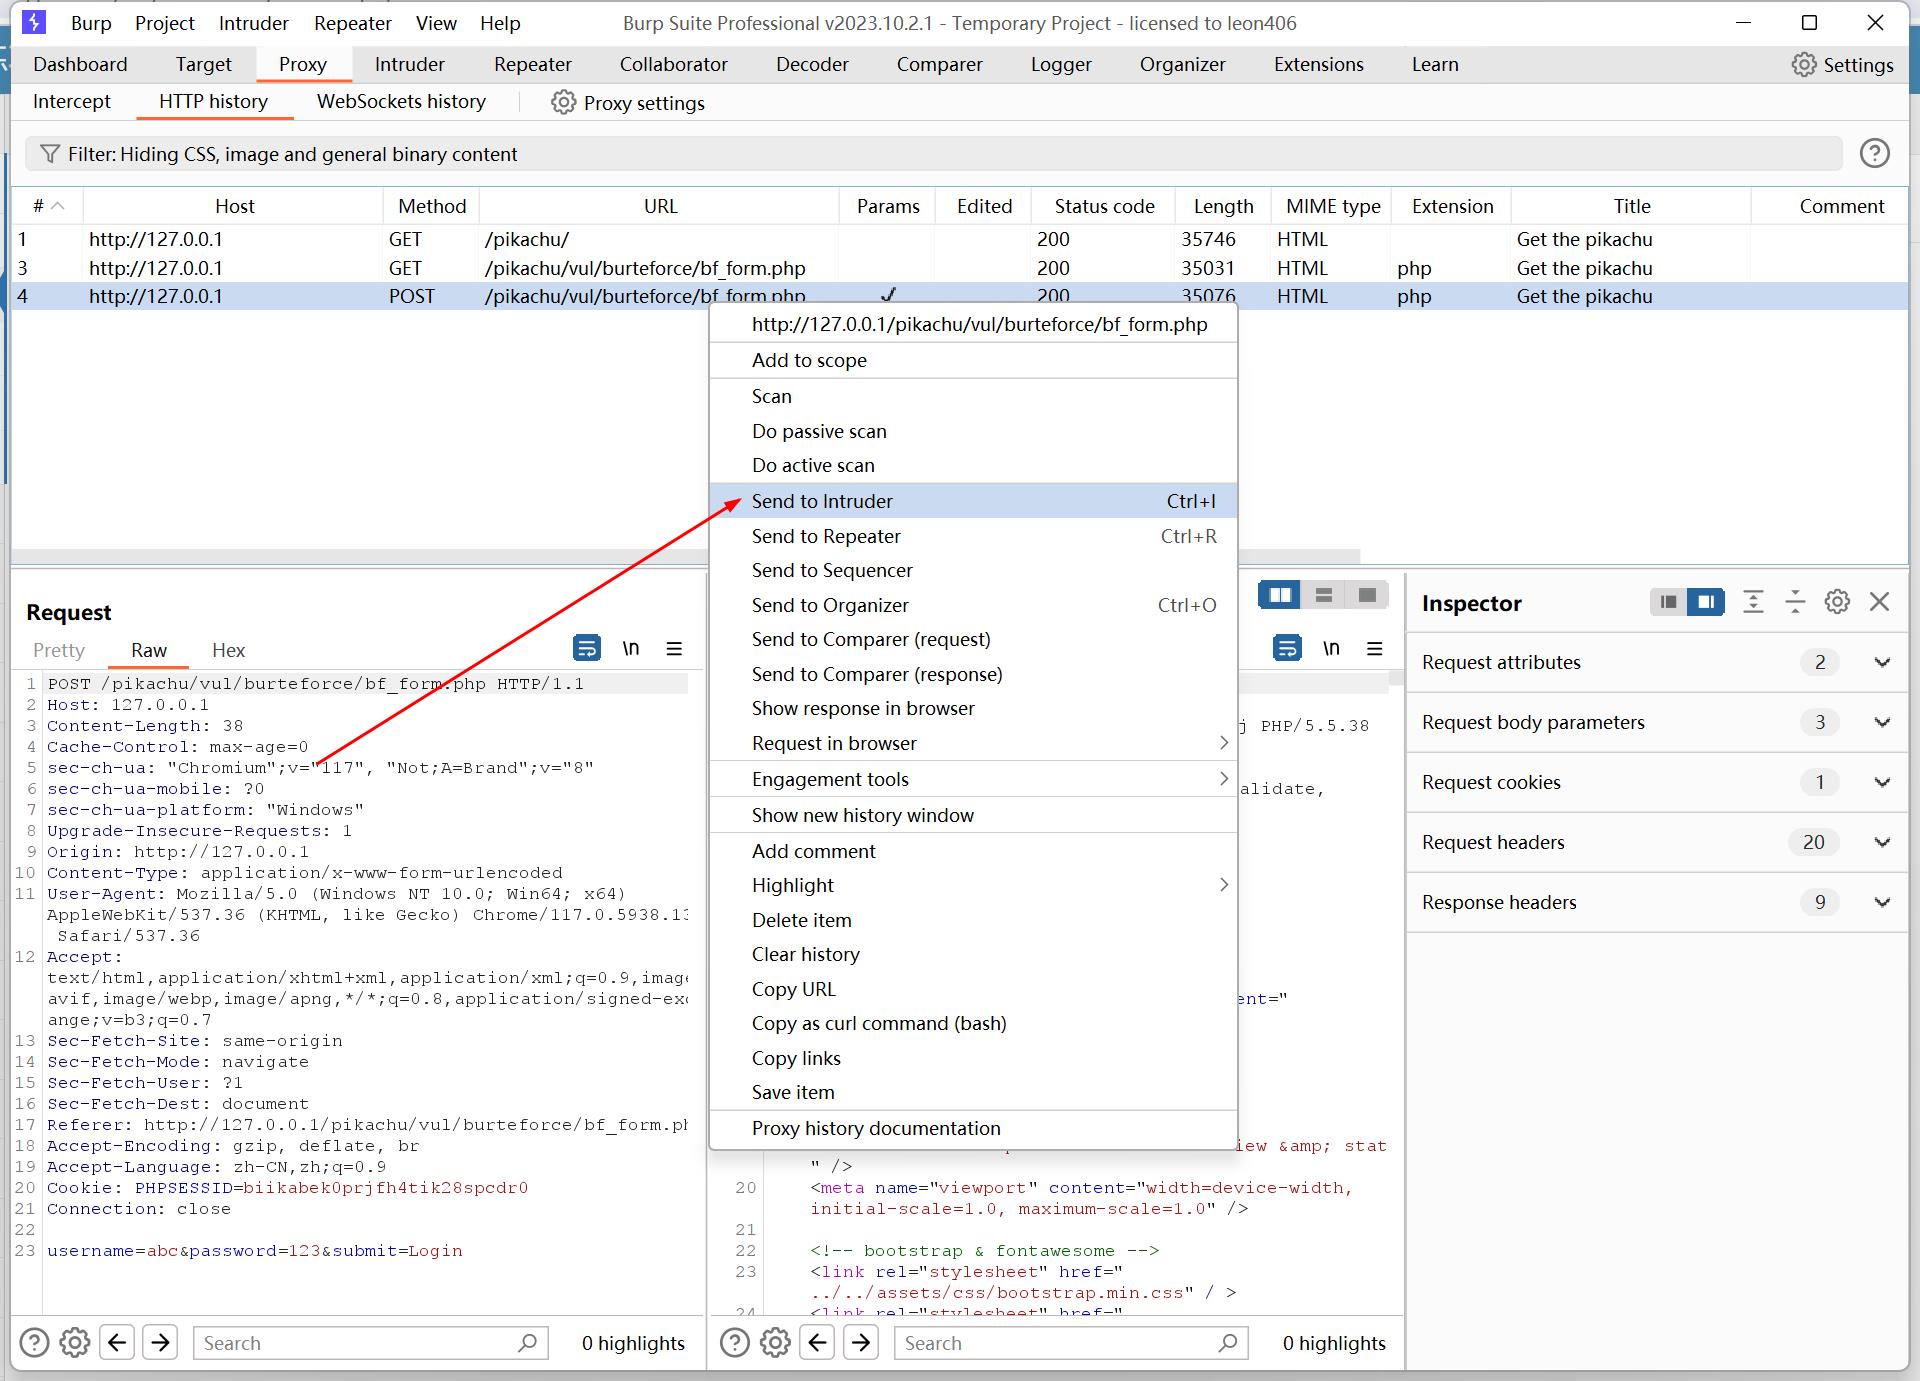 Burp Project Intruder Repeater View Help Burp Suite Professional v2023.10.2.1 - Temporary Project - licensed to leon406
Dashboard Target Proxy Intruder Repeater Collaborator Decoder Comparer Logger Organizer Extensions Learn Settings
Intercept HTTP history WebSockets history Proxy settings
Filter: Hiding CSS, image and general binary content
# Host Method URL Params Edited Status code Length MIME type Extension Title Comment
1 http://127.0.0.1 GET /pikachu/ 200 35746 HTML Get the pikachu
3 http://127.0.0.1 GET /pikachu/vul/burteforce/bf_form.php 200 35031 HTML php Get the pikachu
4 http://127.0.0.1 POST /pikachu/vul/burteforce/bf_form.php ✓ 200 35076 HTML php Get the pikachu
http://127.0.0.1/pikachu/vul/burteforce/bf_form.php
Add to scope
Scan
Do passive scan
Do active scan
Send to Intruder Ctrl+I
Send to Repeater Ctrl+R
Send to Sequencer
Send to Organizer Ctrl+O
Send to Comparer (request)
Send to Comparer (response)
Show response in browser
Request in browser
Engagement tools
Show new history window
Add comment
Highlight
Delete item
Clear history
Copy URL
Copy as curl command (bash)
Copy links
Save item
Proxy history documentation
Request
Pretty Raw Hex \n
1 POST /pikachu/vul/burteforce/bf_form.php HTTP/1.1
2 Host: 127.0.0.1
3 Content-Length: 38
4 Cache-Control: max-age=0
5 sec-ch-ua: "Chromium";v="117", "Not;A=Brand";v="8"
6 sec-ch-ua-mobile: ?0
7 sec-ch-ua-platform: "Windows"
8 Upgrade-Insecure-Requests: 1
9 Origin: http://127.0.0.1
10 Content-Type: application/x-www-form-urlencoded
11 User-Agent: Mozilla/5.0 (Windows NT 10.0; Win64; x64)
AppleWebKit/537.36 (KHTML, like Gecko) Chrome/117.0.5938.13
Safari/537.36
12 Accept:
text/html,application/xhtml+xml,application/xml;q=0.9,image
avif,image/webp,image/apng,*/*;q=0.8,application/signed-exc
ange;v=b3;q=0.7
13 Sec-Fetch-Site: same-origin
14 Sec-Fetch-Mode: navigate
15 Sec-Fetch-User: ?1
16 Sec-Fetch-Dest: document
17 Referer: http://127.0.0.1/pikachu/vul/burteforce/bf_form.ph
18 Accept-Encoding: gzip, deflate, br
19 Accept-Language: zh-CN,zh;q=0.9
20 Cookie: PHPSESSID=biikabek0prjfh4tik28spcdr0
21 Connection: close
22
23 username=abc&password=123&submit=Login
Search 0 highlights
\n
j PHP/5.5.38
alidate,
ent="
iew &amp; stat
" />
20 <meta name="viewport" content="width=device-width,
initial-scale=1.0, maximum-scale=1.0" />
21
22 <!-- bootstrap & fontawesome -->
23 <link rel="stylesheet" href="
../../assets/css/bootstrap.min.css" / >
24 <link rel="stylesheet" href="
Search 0 highlights
Inspector
Request attributes 2
Request body parameters 3
Request cookies 1
Request headers 20
Response headers 9